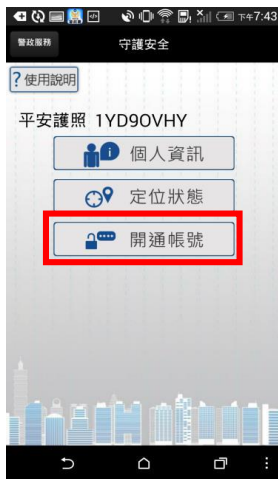 下午7:43
警政服務
守護安全
?使用說明
平安護照 1YD9OVHY
個人資訊
定位狀態
開通帳號